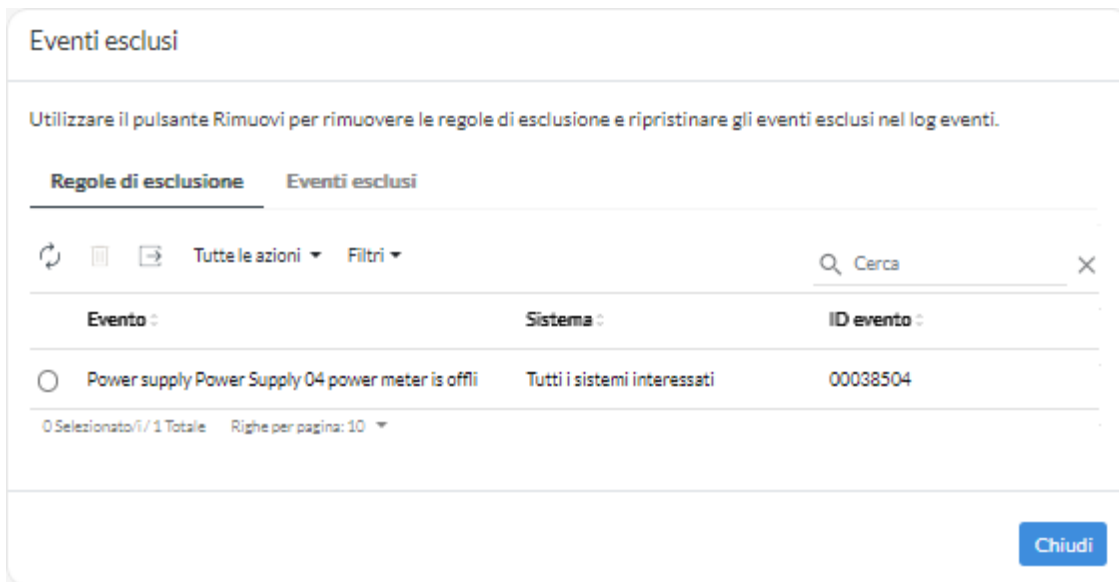 Eventi esclusi
Utilizzare il pulsante Rimuovi per rimuovere le regole di esclusione e ripristinare gli eventi esclusi nel log eventi.
Regole di esclusione Eventi esclusi
Tutte le azioni Filtri Cerca
Evento Sistema ID evento
Power supply Power Supply 04 power meter is offli Tutti i sistemi interessati 00038504
0 Selezionato/i / 1 Totale Righe per pagina: 10
Chiudi